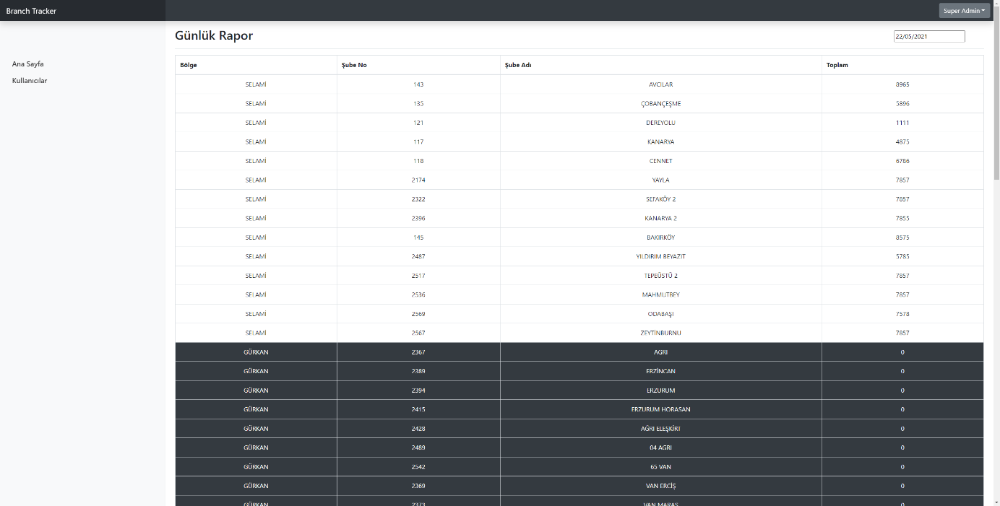 Branch Tracker
Super Admin
Günlük Rapor
22/05/2021
Ana Sayfa
Kullanıcılar
Bölge Şube No Şube Adı Toplam
SELAMİ 143 AVCILAR 8965
SELAMİ 135 ÇOBANÇEŞME 5896
SELAMİ 121 DEREYOLU 1111
SELAMİ 117 KANARYA 4875
SELAMİ 118 CENNET 6786
SELAMİ 2174 YAYLA 7857
SELAMİ 2322 SEFAKÖY 2 7857
SELAMİ 2396 KANARYA 2 7855
SELAMİ 145 BAKIRKÖY 8575
SELAMİ 2487 YILDIRIM BEYAZIT 5785
SELAMİ 2517 TEPEÜSTÜ 2 7857
SELAMİ 2536 MAHMUTBEY 7857
SELAMİ 2569 ODABAŞI 7578
SELAMİ 2567 ZEYTİNBURNU 7857
GÜRKAN 2367 AGRI 0
GÜRKAN 2389 ERZİNCAN 0
GÜRKAN 2394 ERZURUM 0
GÜRKAN 2415 ERZURUM HORASAN 0
GÜRKAN 2428 AĞRI ELEŞKİRT 0
GÜRKAN 2489 04 AGRI 0
GÜRKAN 2542 65 VAN 0
GÜRKAN 2369 VAN ERCİŞ 0
GÜRKAN 2373 VAN MARAŞ 0